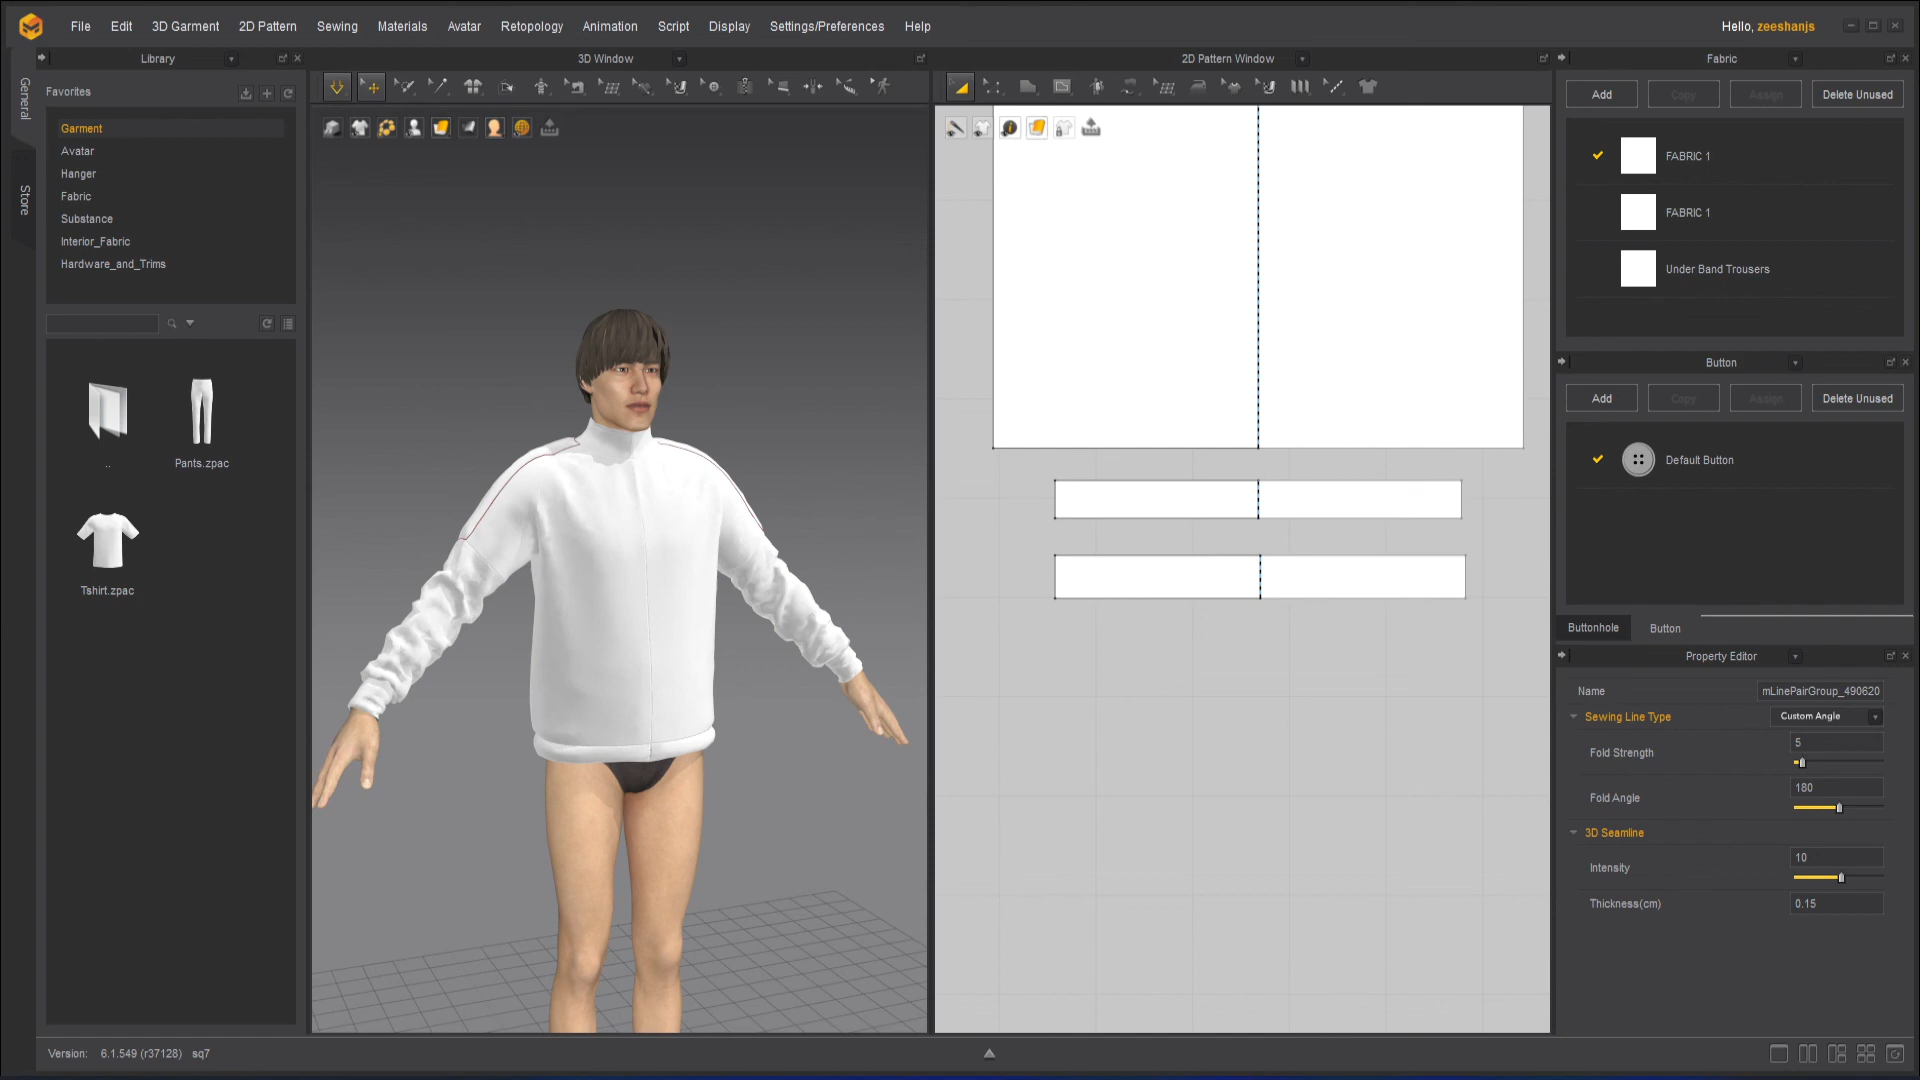 File Edit 3D Garment 2D Pattern Sewing Materials Avatar Retopology Animation Script Display Settings/Preferences Help
Hello, zeeshanjs
Library
3D Window
2D Pattern Window
Fabric
General
Store
Favorites
Garment
Avatar
Hanger
Fabric
Substance
Interior_Fabric
Hardware_and_Trims
..
Pants.zpac
Tshirt.zpac
Add Copy Assign Delete Unused
FABRIC 1
FABRIC 1
Under Band Trousers
Button
Add Copy Assign Delete Unused
Default Button
Buttonhole Button
Property Editor
Name mLinePairGroup_490620
Sewing Line Type Custom Angle
Fold Strength 5
Fold Angle 180
3D Seamline
Intensity 10
Thickness(cm) 0.15
Version: 6.1.549 (r37128) sq7